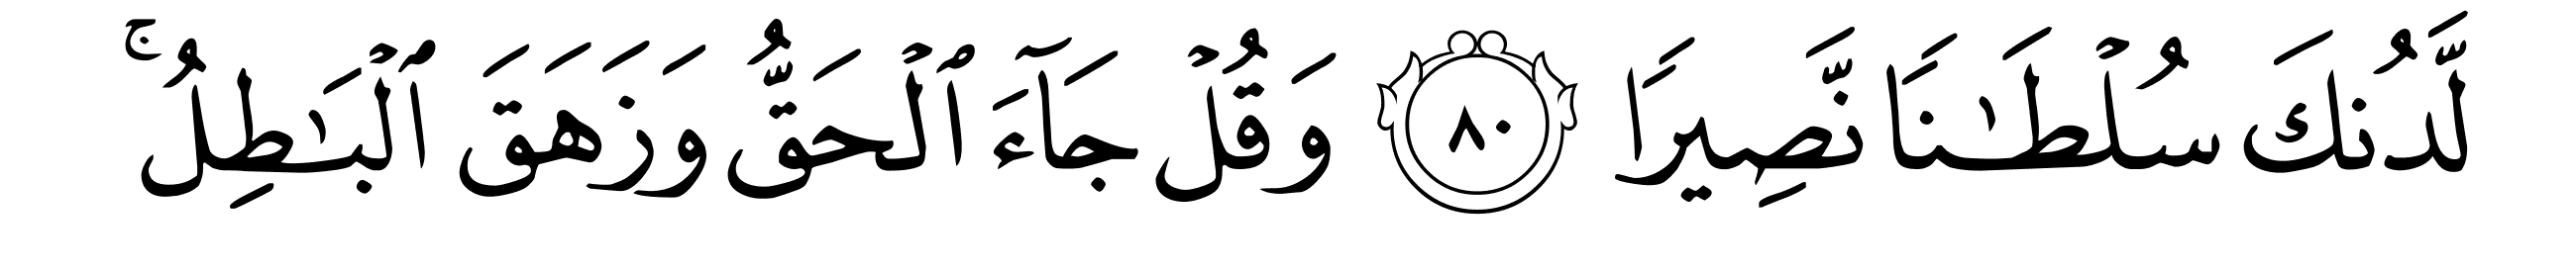 لَّدُنكَ سُلْطَـٰنًا نَّصِيرًا ٨٠ وَقُلْ جَآءَ ٱلْحَقُّ وَزَهَقَ ٱلْبَـٰطِلُ ۚ